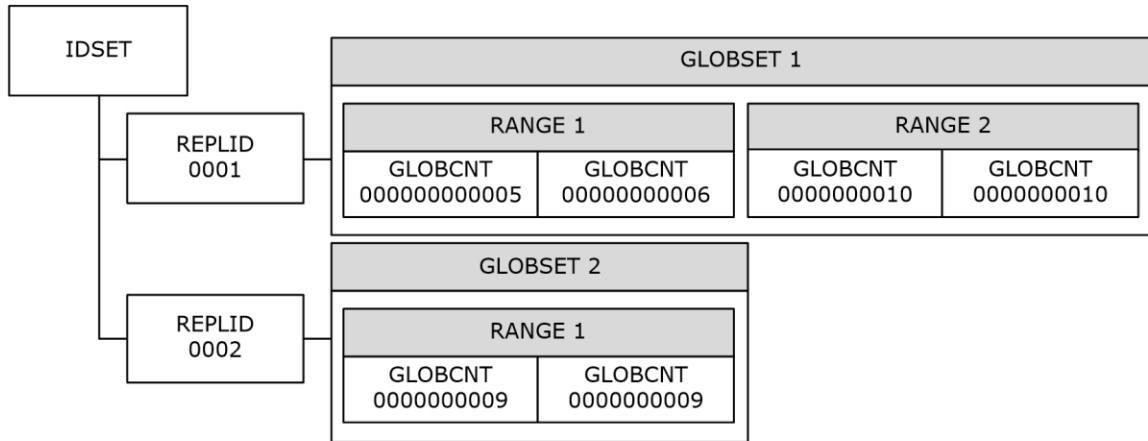 IDSET
GLOBSET 1
REPLID
0001
RANGE 1
GLOBCNT
000000000005
GLOBCNT
00000000006
RANGE 2
GLOBCNT
0000000010
GLOBCNT
0000000010
GLOBSET 2
REPLID
0002
RANGE 1
GLOBCNT
0000000009
GLOBCNT
0000000009